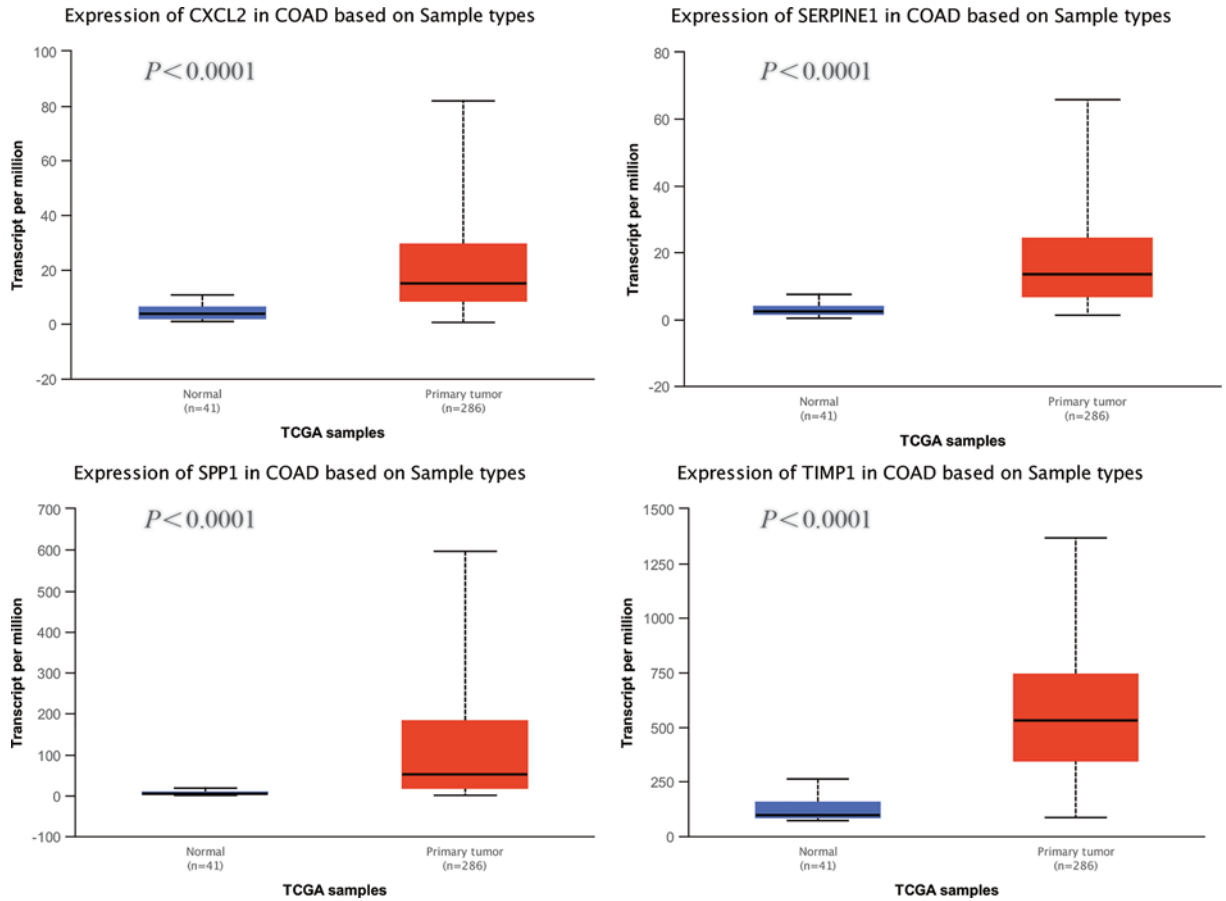 Expression of CXCL2 in COAD based on Sample types
P<0.0001
Transcript per million
100
80
60
40
20
0
-20
Normal
(n=41)
Primary tumor
(n=286)
TCGA samples
Expression of SERPINE1 in COAD based on Sample types
P<0.0001
Transcript per million
80
60
40
20
0
-20
Normal
(n=41)
Primary tumor
(n=286)
TCGA samples
Expression of SPP1 in COAD based on Sample types
P<0.0001
Transcript per million
700
600
500
400
300
200
100
0
-100
Normal
(n=41)
Primary tumor
(n=286)
TCGA samples
Expression of TIMP1 in COAD based on Sample types
P<0.0001
Transcript per million
1500
1250
1000
750
500
250
0
Normal
(n=41)
Primary tumor
(n=286)
TCGA samples